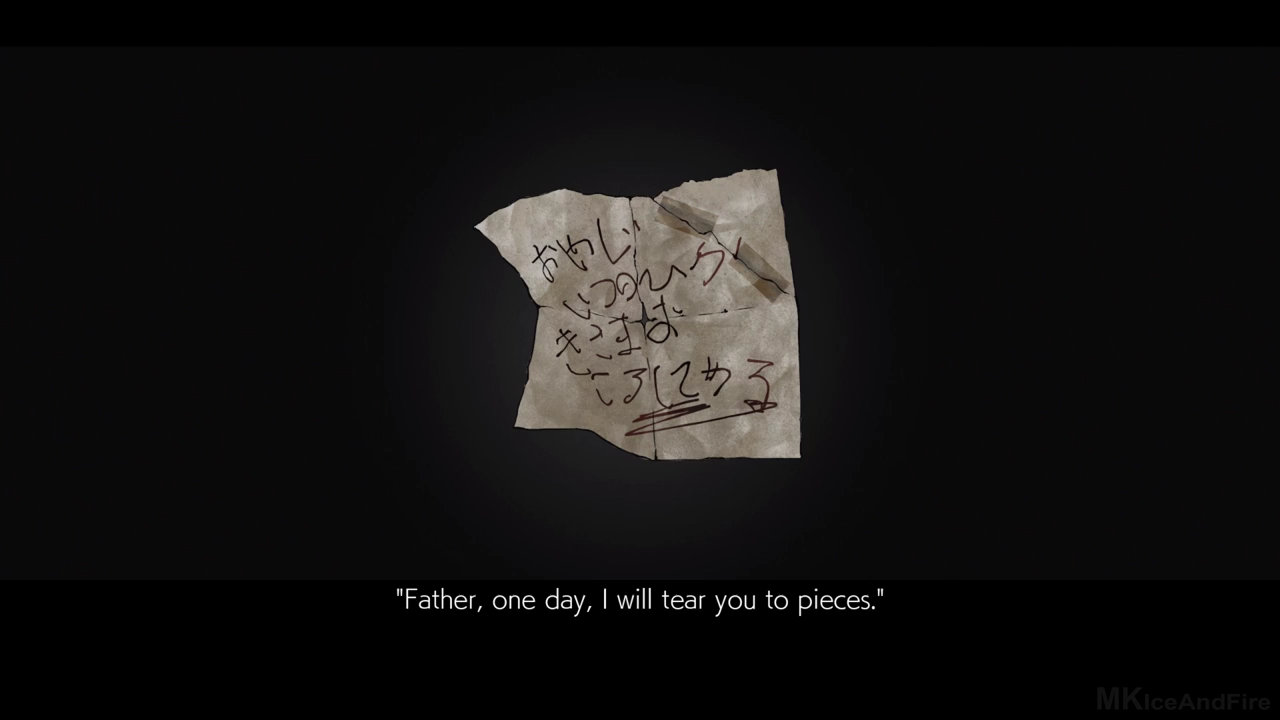 おやじ
いつのひか
きさまお
ころしてやる
"Father, one day, I will tear you to pieces."
MKIceAndFire